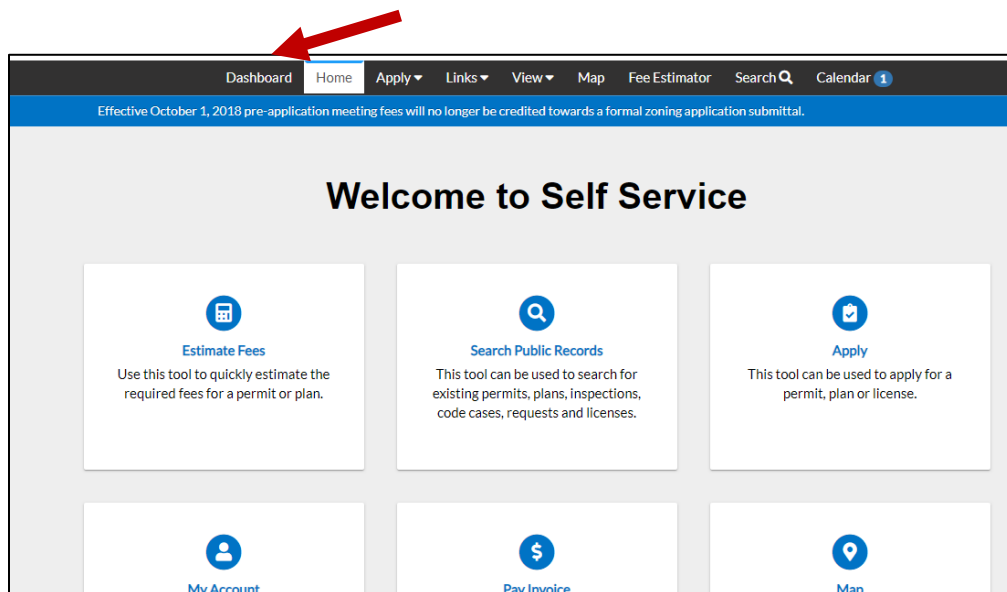 Dashboard Home Apply Links View Map Fee Estimator Search Calendar 1
Effective October 1, 2018 pre-application meeting fees will no longer be credited towards a formal zoning application submittal.
Welcome to Self Service
Estimate Fees
Use this tool to quickly estimate the
required fees for a permit or plan.
Search Public Records
This tool can be used to search for
existing permits, plans, inspections,
code cases, requests and licenses.
Apply
This tool can be used to apply for a
permit, plan or license.
My Account
Pay Invoice
Map